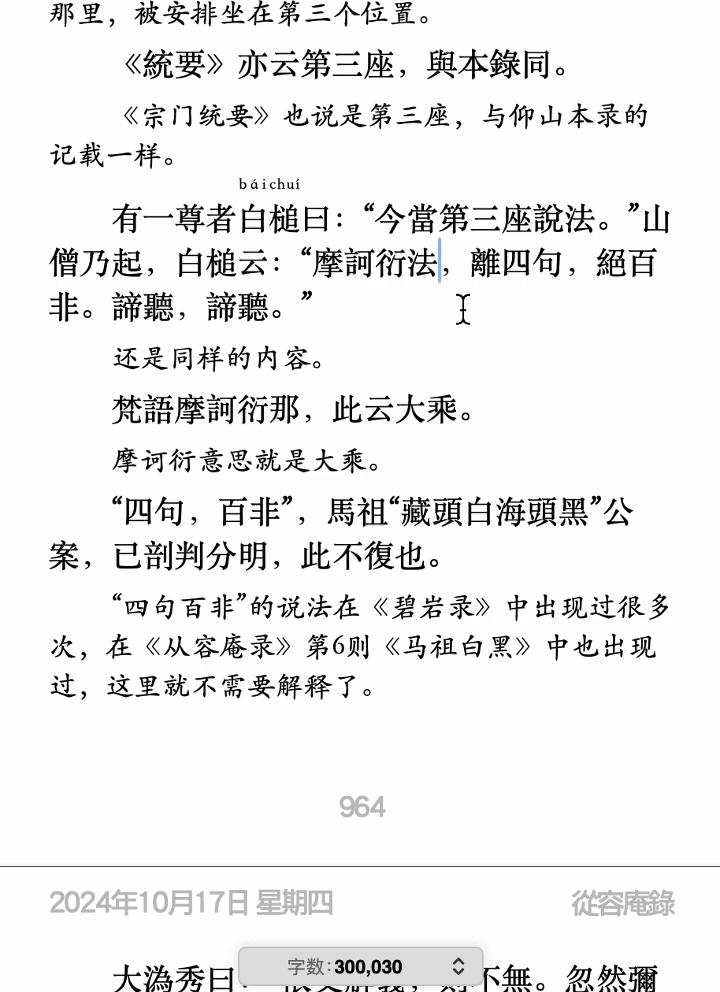 那里，被安排坐在第三个位置。
《統要》亦云第三座，與本錄同。
《宗门统要》也说是第三座，与仰山本录的
记载一样。
báichuí
有一尊者白槌曰：“今當第三座說法。”山
僧乃起，白槌云：“摩訶衍法，離四句，絕百
非。諦聽，諦聽。”
还是同样的内容。
梵語摩訶衍那，此云大乘。
摩诃衍意思就是大乘。
“四句，百非”，馬祖“藏頭白海頭黑”公
案，已剖判分明，此不復也。
“四句百非”的说法在《碧岩录》中出现过很多
次，在《从容庵录》第6则《马祖白黑》中也出现
过，这里就不需要解释了。
964
2024年10月17日 星期四 從容庵錄
大溈秀曰：不無。忽然彌
字数：300,030